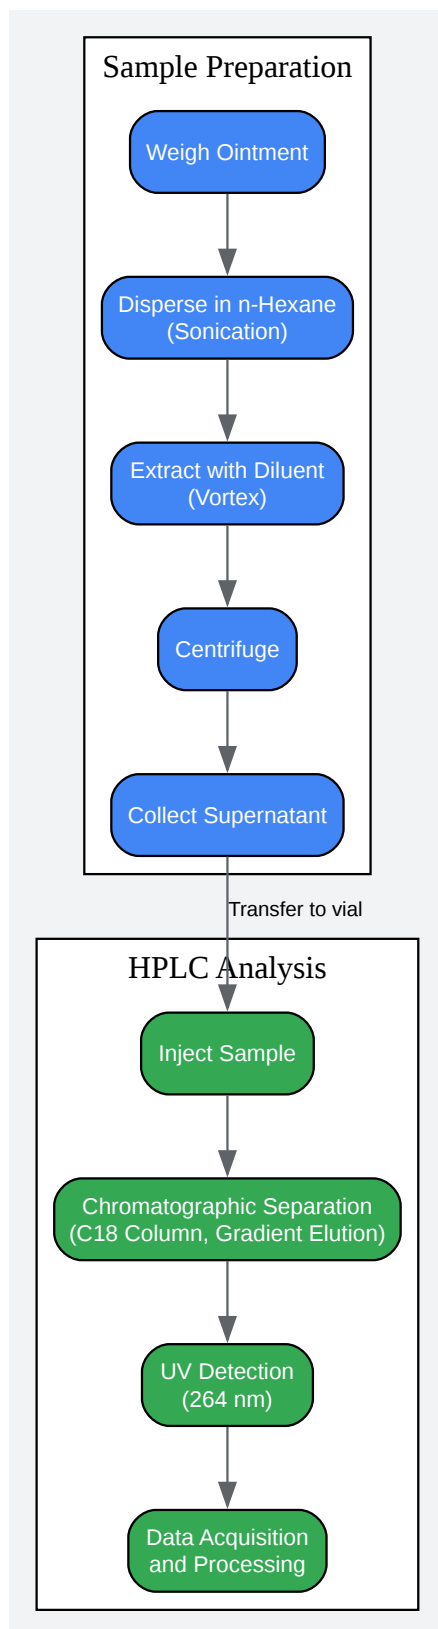 Sample Preparation
Weigh Ointment
Disperse in n-Hexane
(Sonication)
Extract with Diluent
(Vortex)
Centrifuge
Collect Supernatant
Transfer to vial
HPLC Analysis
Inject Sample
Chromatographic Separation
(C18 Column, Gradient Elution)
UV Detection
(264 nm)
Data Acquisition
and Processing